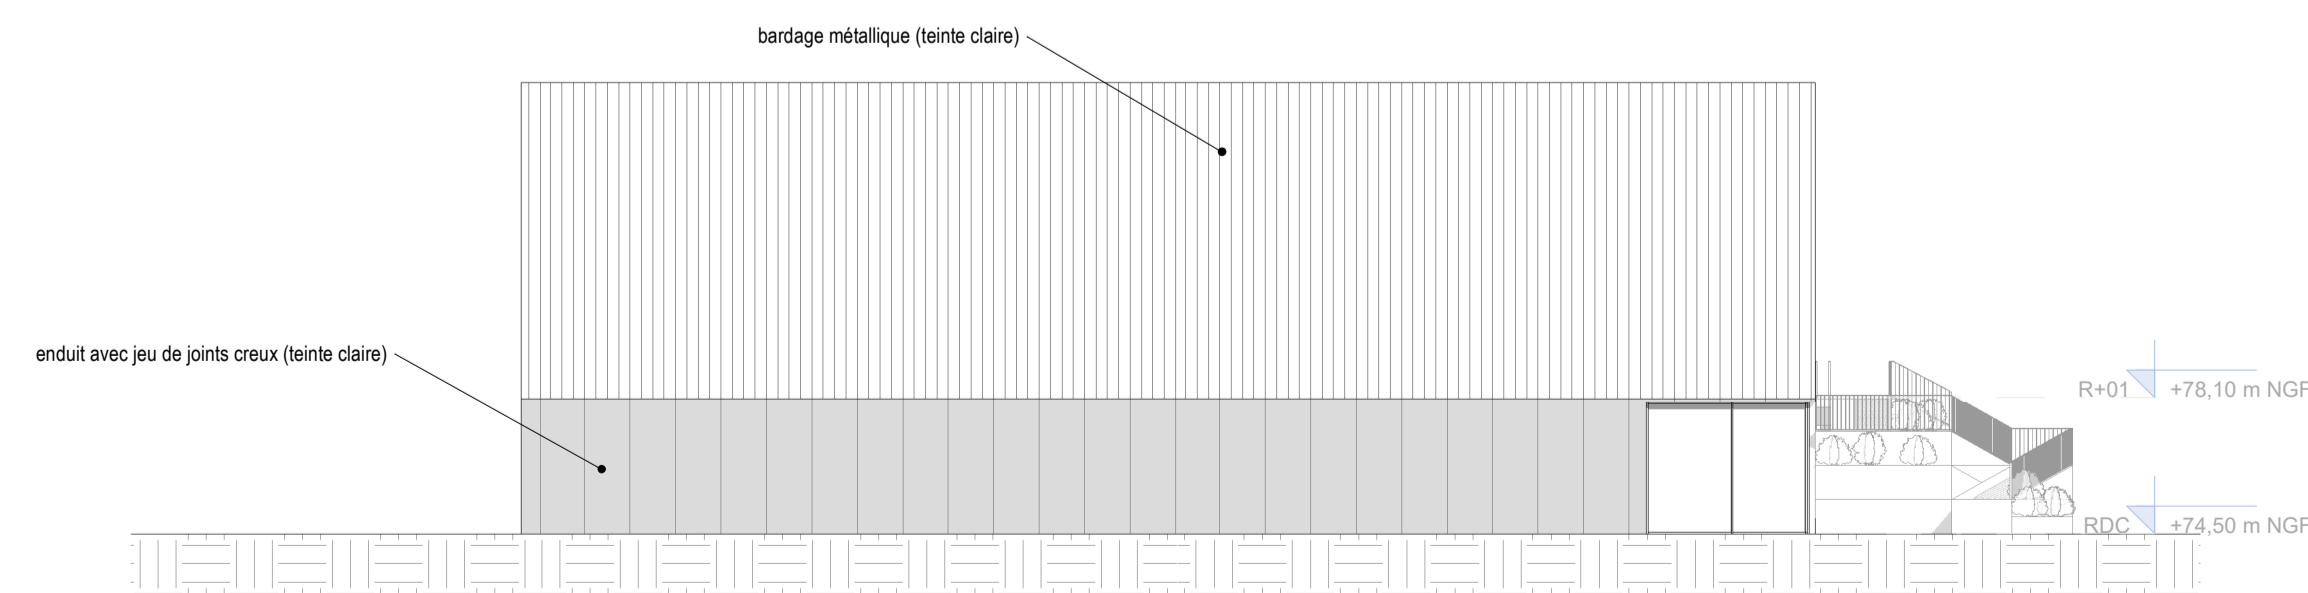 bardage métallique (teinte claire)
enduit avec jeu de joints creux (teinte claire)
R+01 +78,10 m NGF
RDC +74,50 m NGF